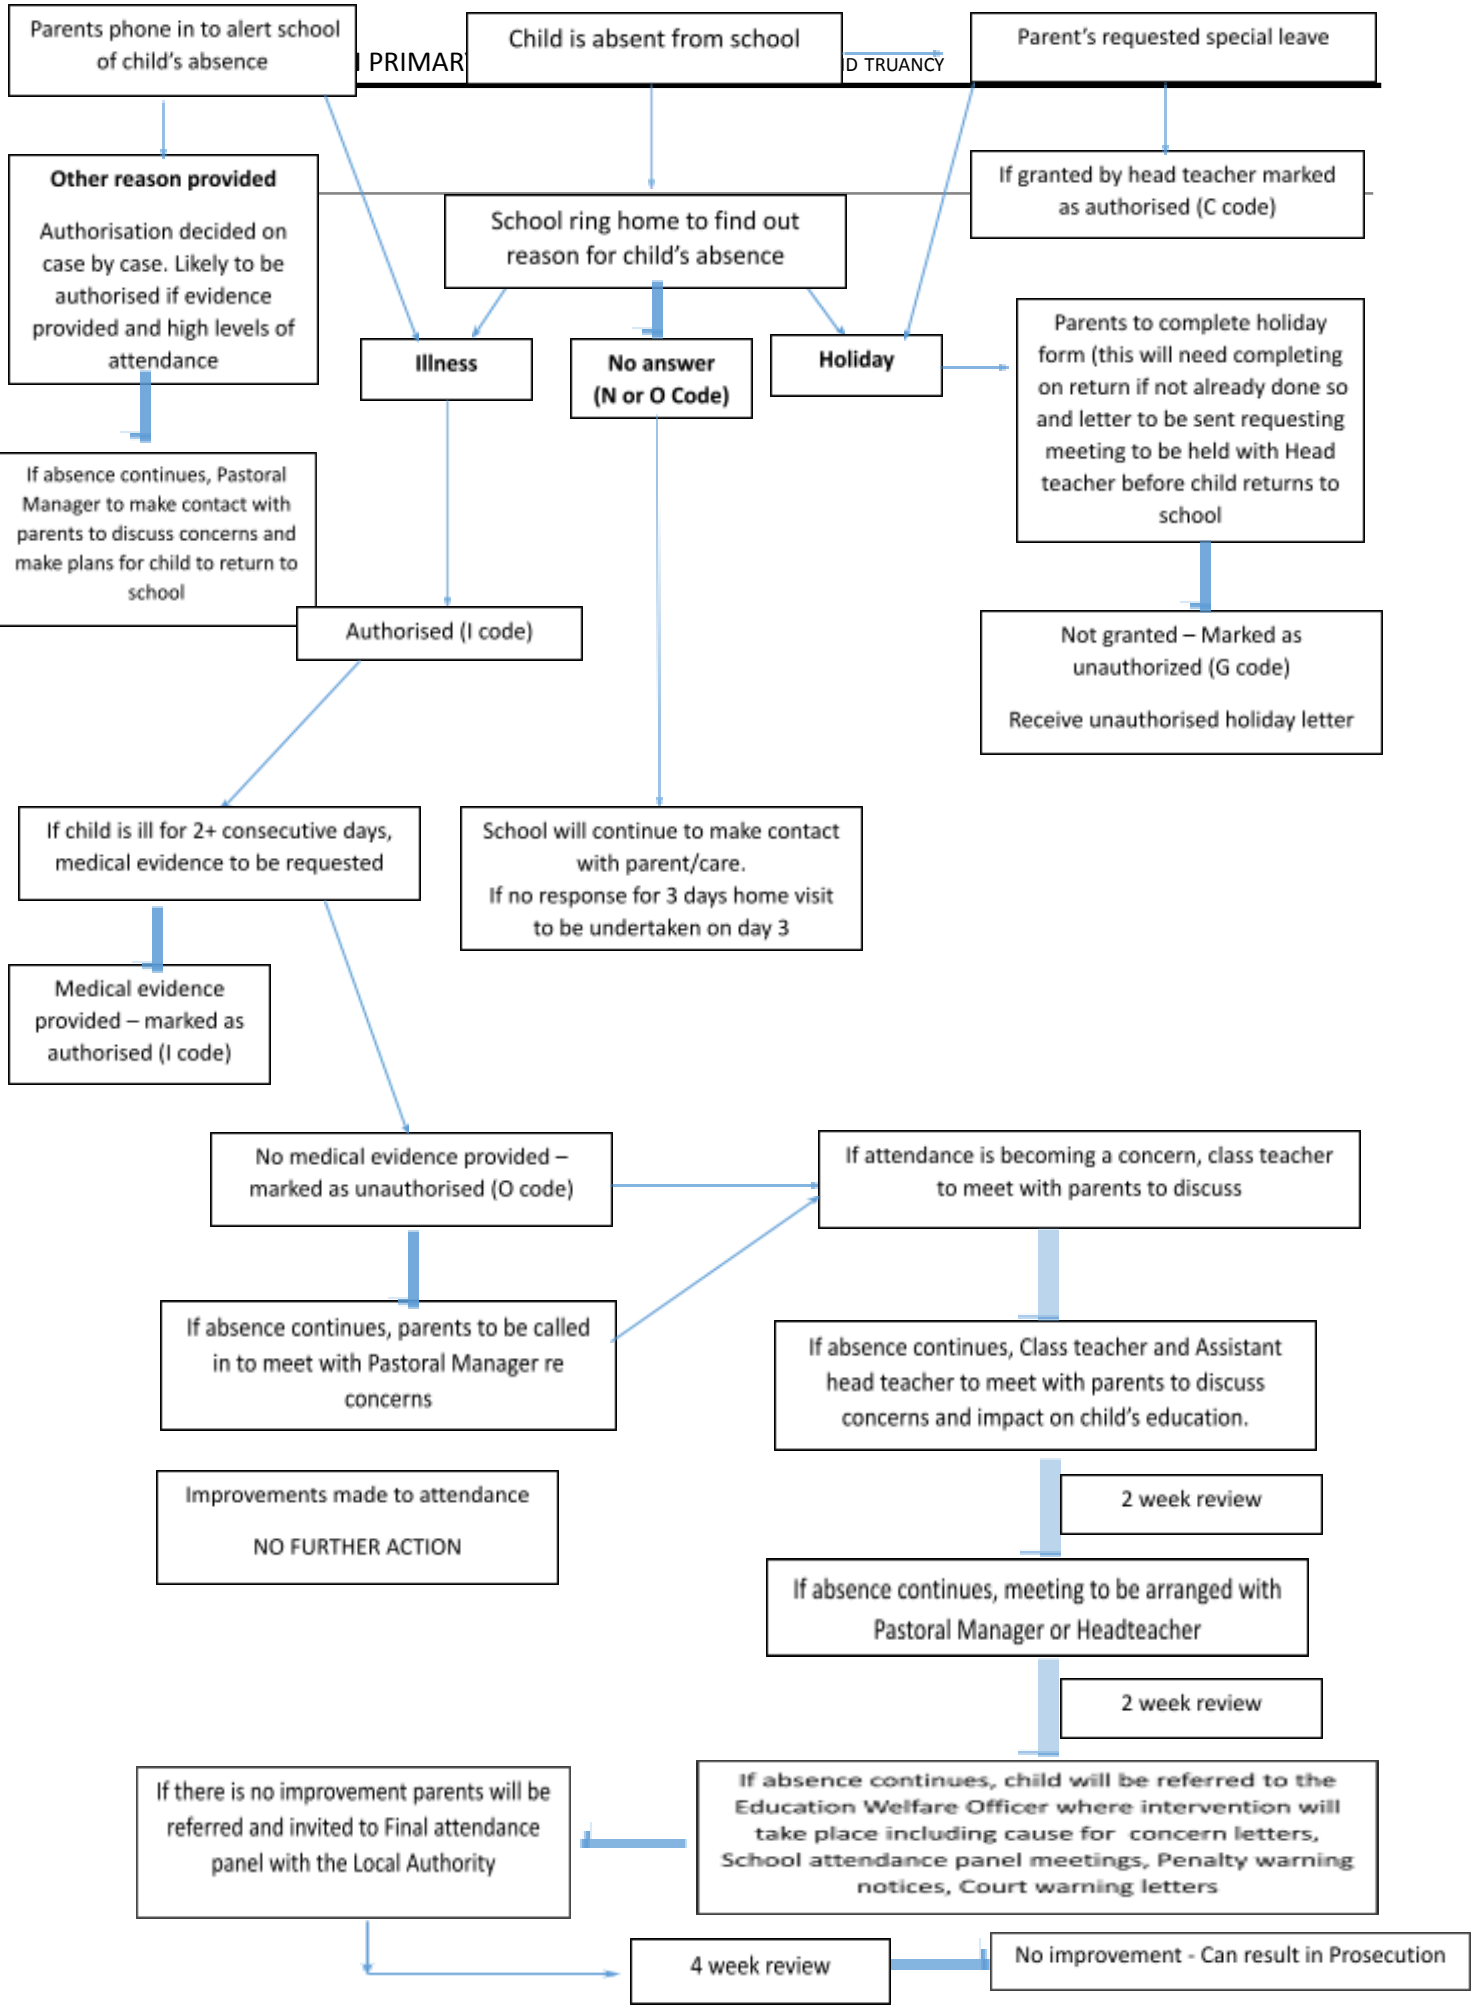 Parents phone in to alert school
of child's absence
Child is absent from school
Parent's requested special leave
PRIMARY
D TRUANCY
Other reason provided
Authorisation decided on
case by case. Likely to be
authorised if evidence
provided and high levels of
attendance
School ring home to find out
reason for child's absence
If granted by head teacher marked
as authorised (C code)
Illness
No answer
(N or O Code)
Holiday
Parents to complete holiday
form (this will need completing
on return if not already done so
and letter to be sent requesting
meeting to be held with Head
teacher before child returns to
school
If absence continues, Pastoral
Manager to make contact with
parents to discuss concerns and
make plans for child to return to
school
Authorised (I code)
Not granted – Marked as
unauthorized (G code)
Receive unauthorised holiday letter
If child is ill for 2+ consecutive days,
medical evidence to be requested
School will continue to make contact
with parent/care.
If no response for 3 days home visit
to be undertaken on day 3
Medical evidence
provided – marked as
authorised (I code)
No medical evidence provided –
marked as unauthorised (O code)
If attendance is becoming a concern, class teacher
to meet with parents to discuss
If absence continues, parents to be called
in to meet with Pastoral Manager re
concerns
If absence continues, Class teacher and Assistant
head teacher to meet with parents to discuss
concerns and impact on child's education.
Improvements made to attendance
NO FURTHER ACTION
2 week review
If absence continues, meeting to be arranged with
Pastoral Manager or Headteacher
2 week review
If there is no improvement parents will be
referred and invited to Final attendance
panel with the Local Authority
If absence continues, child will be referred to the
Education Welfare Officer where intervention will
take place including cause for concern letters,
School attendance panel meetings, Penalty warning
notices, Court warning letters
4 week review
No improvement - Can result in Prosecution